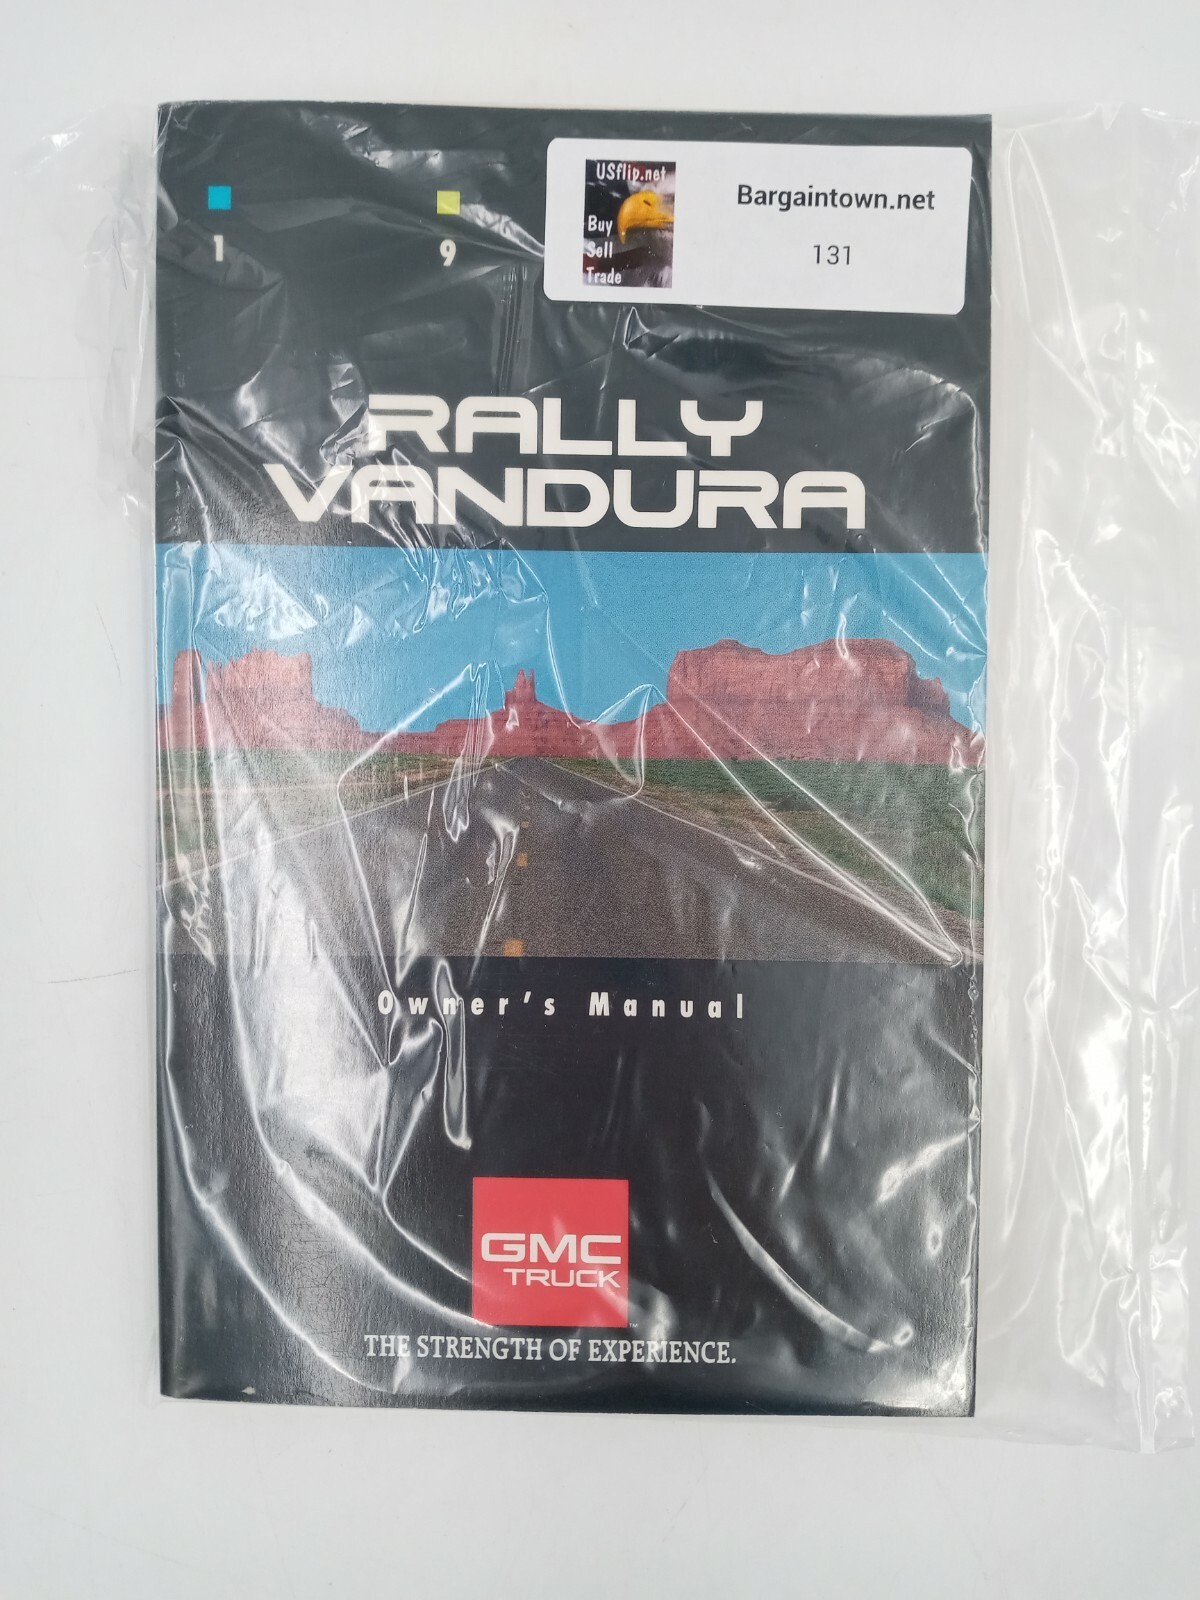 1 9
USflip.net
Buy
Sell
Trade
Bargaintown.net
131
RALLY
VANDURA
Owner's Manual
GMC
TRUCK
™
THE STRENGTH OF EXPERIENCE.